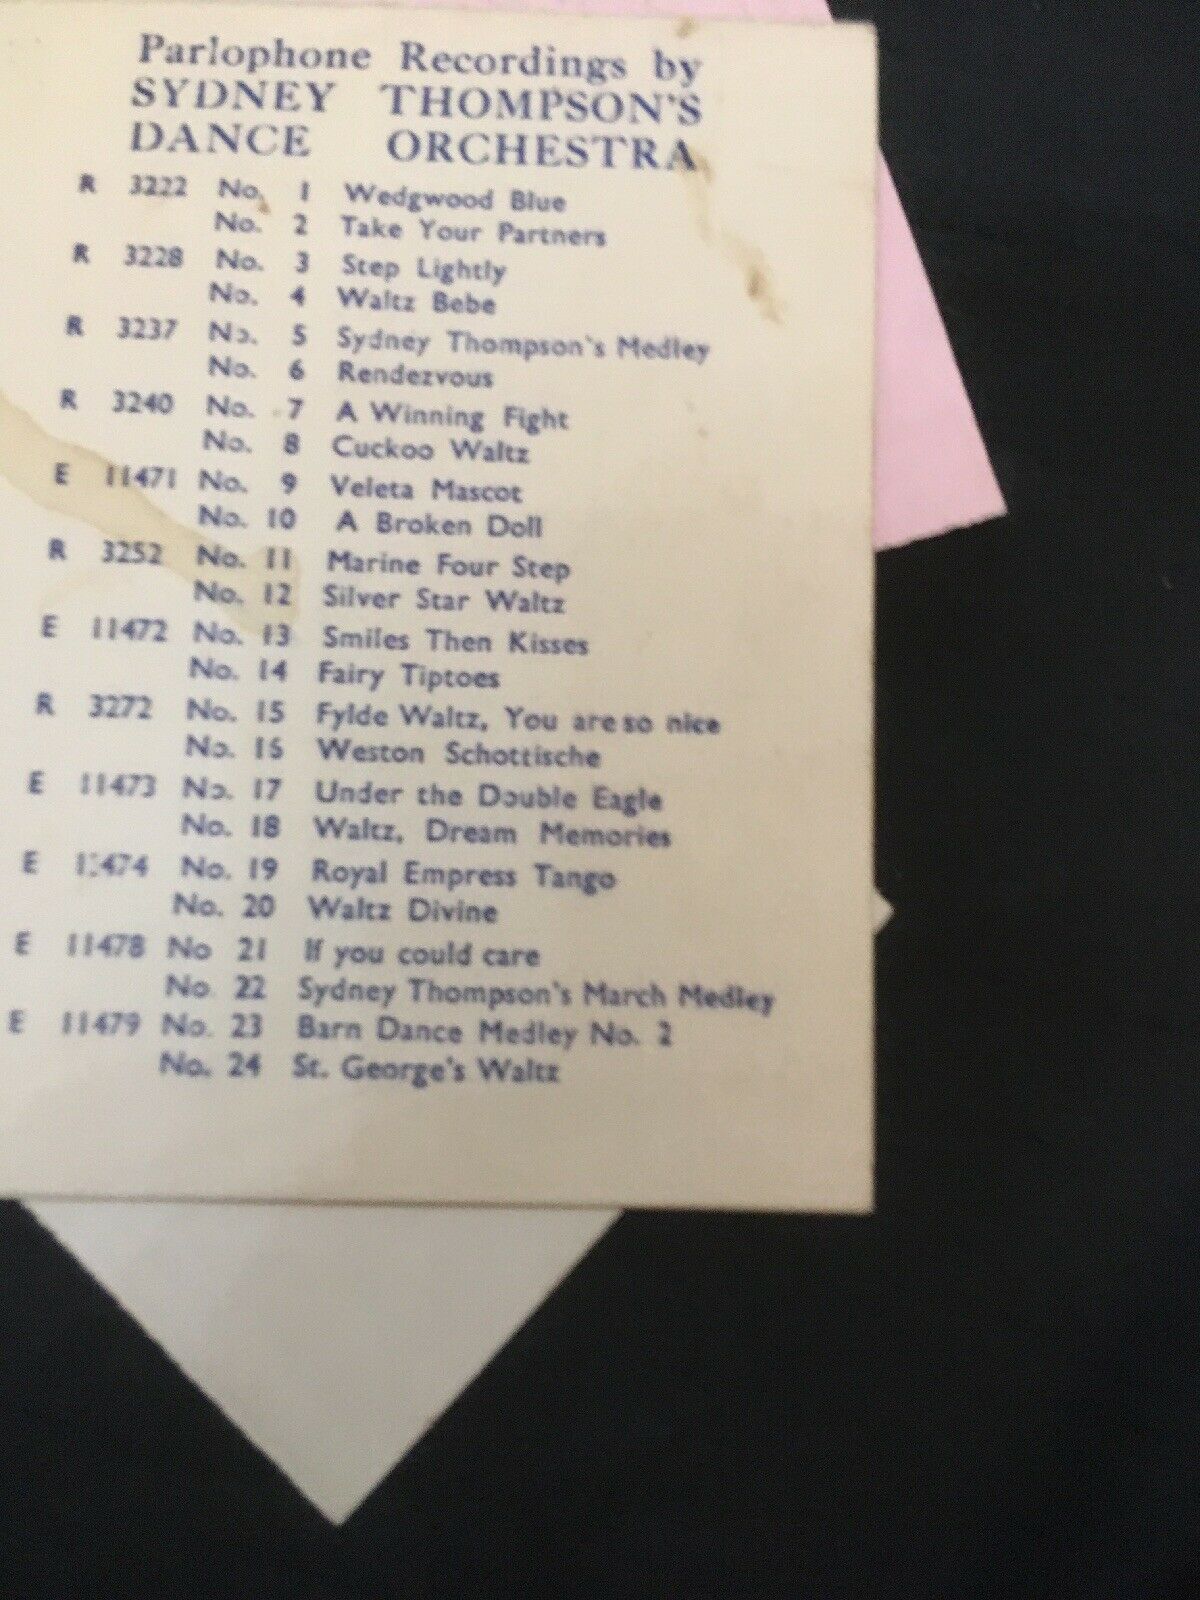 Parlophone Recordings by
SYDNEY THOMPSON'S
DANCE ORCHESTRA
R 3222 No. 1 Wedgwood Blue
No. 2 Take Your Partners
R 3228 No. 3 Step Lightly
No. 4 Waltz Bebe
R 3237 No. 5 Sydney Thompson's Medley
No. 6 Rendezvous
R 3240 No. 7 A Winning Fight
No. 8 Cuckoo Waltz
E 11471 No. 9 Veleta Mascot
No. 10 A Broken Doll
R 3252 No. 11 Marine Four Step
No. 12 Silver Star Waltz
E 11472 No. 13 Smiles Then Kisses
No. 14 Fairy Tiptoes
R 3272 No. 15 Fylde Waltz, You are so nice
No. 16 Weston Schottische
E 11473 No. 17 Under the Double Eagle
No. 18 Waltz, Dream Memories
E 11474 No. 19 Royal Empress Tango
No. 20 Waltz Divine
E 11478 No 21 If you could care
No. 22 Sydney Thompson's March Medley
E 11479 No. 23 Barn Dance Medley No. 2
No. 24 St. George's Waltz